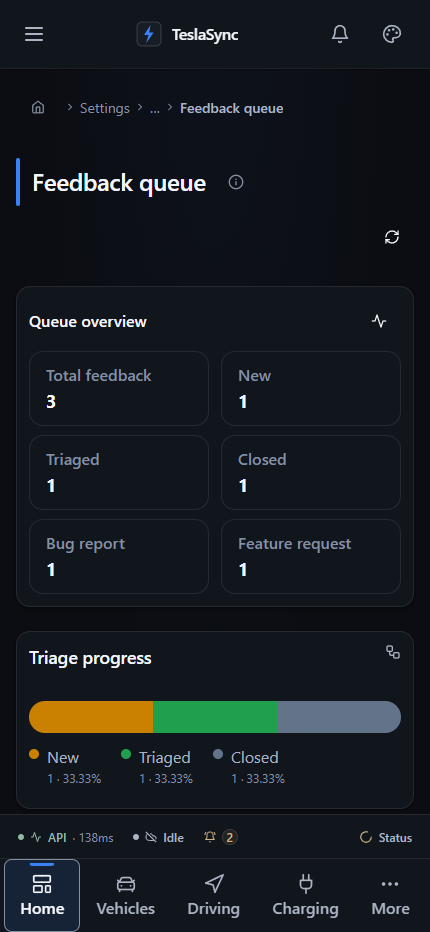 TeslaSync
Settings ... Feedback queue
Feedback queue
Queue overview
Total feedback
3
New
1
Triaged
1
Closed
1
Bug report
1
Feature request
1
Triage progress
New
1 · 33.33%
Triaged
1 · 33.33%
Closed
1 · 33.33%
API · 138ms Idle 2 Status
Home Vehicles Driving Charging More